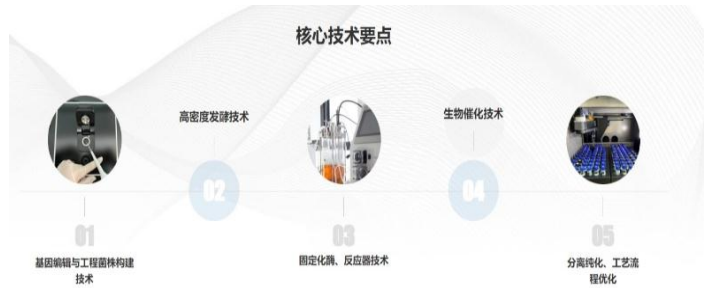 核心技术要点
01
基因编辑与工程菌株构建
技术
高密度发酵技术
02
03
固定化酶、反应器技术
生物催化技术
04
05
分离纯化、工艺流
程优化